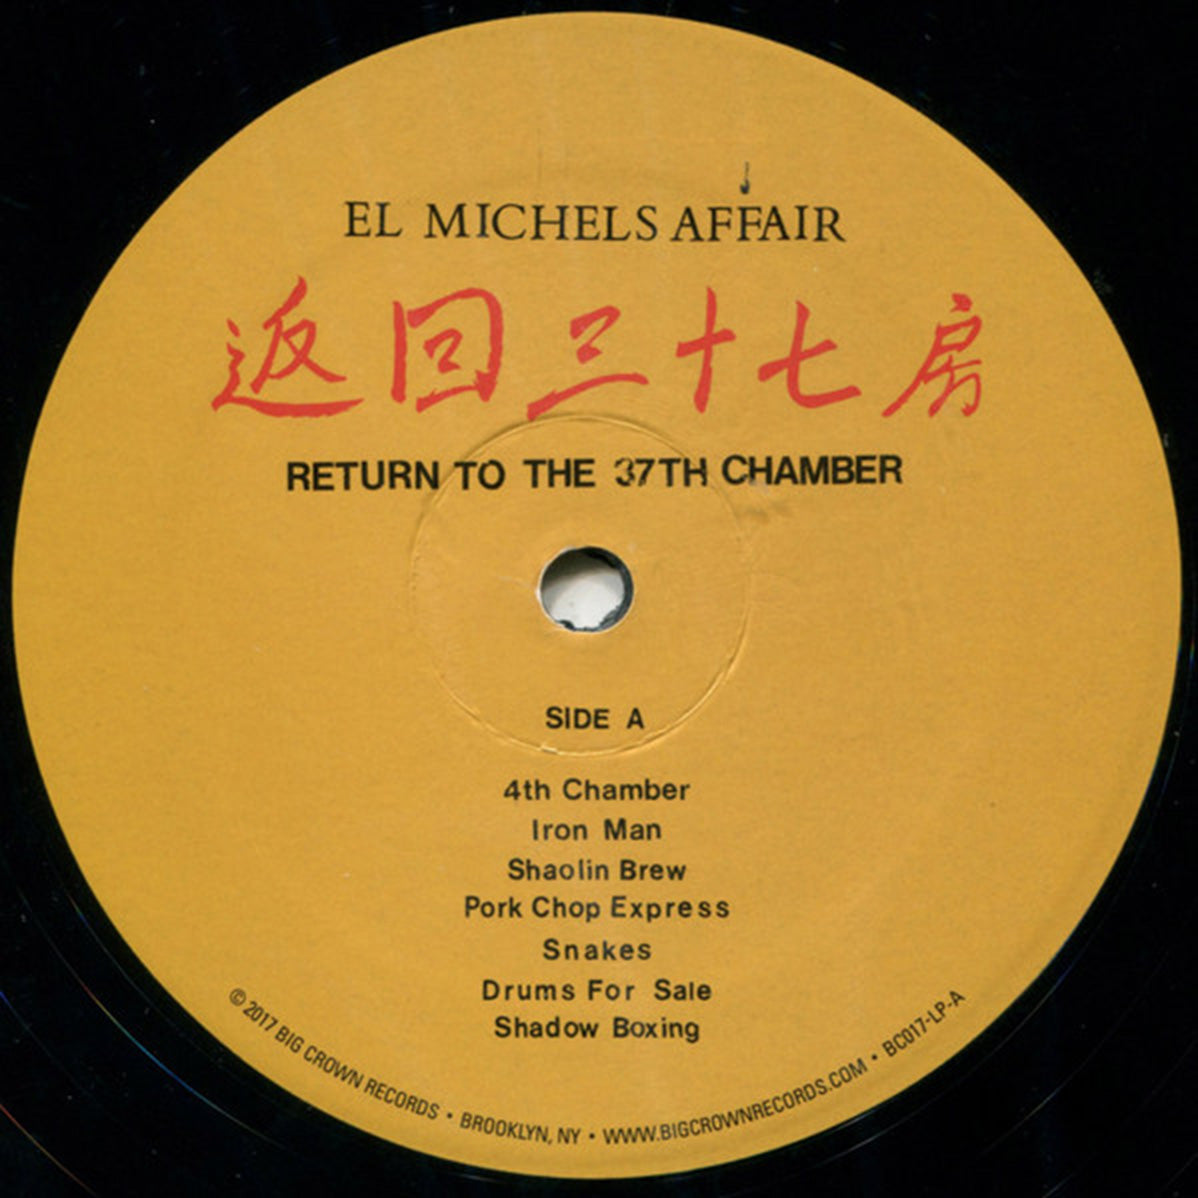 EL MICHELS AFFAIR
返回三十七房
RETURN TO THE 37TH CHAMBER
SIDE A
4th Chamber
Iron Man
Shaolin Brew
Pork Chop Express
Snakes
Drums For Sale
Shadow Boxing
© 2017 BIG CROWN RECORDS • BROOKLYN, NY • WWW.BIGCROWNRECORDS.COM • BC017-LP-A